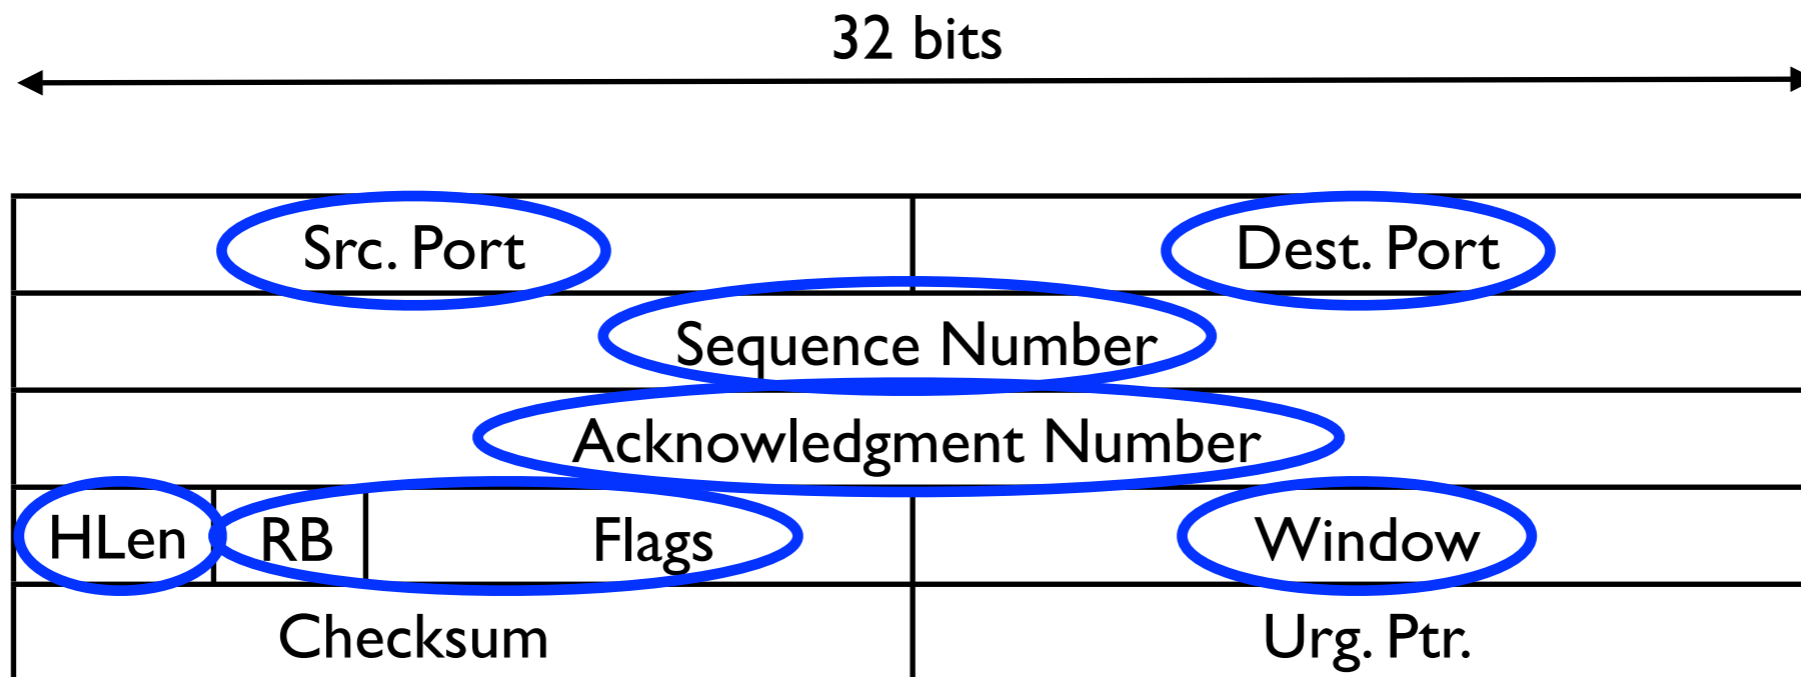 32 bits
Src. Port Dest. Port
Sequence Number
Acknowledgment Number
HLen RB Flags Window
Checksum Urg. Ptr.